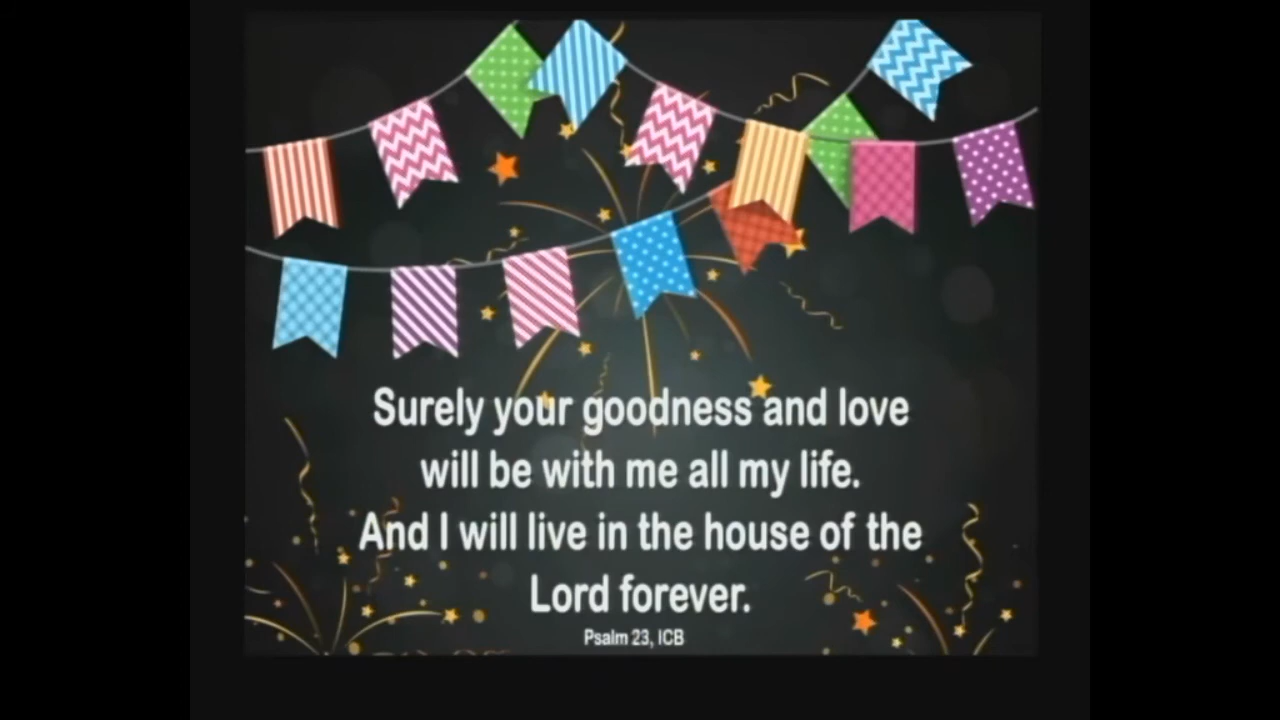 Surely your goodness and love
will be with me all my life.
And I will live in the house of the
Lord forever.
Psalm 23, ICB